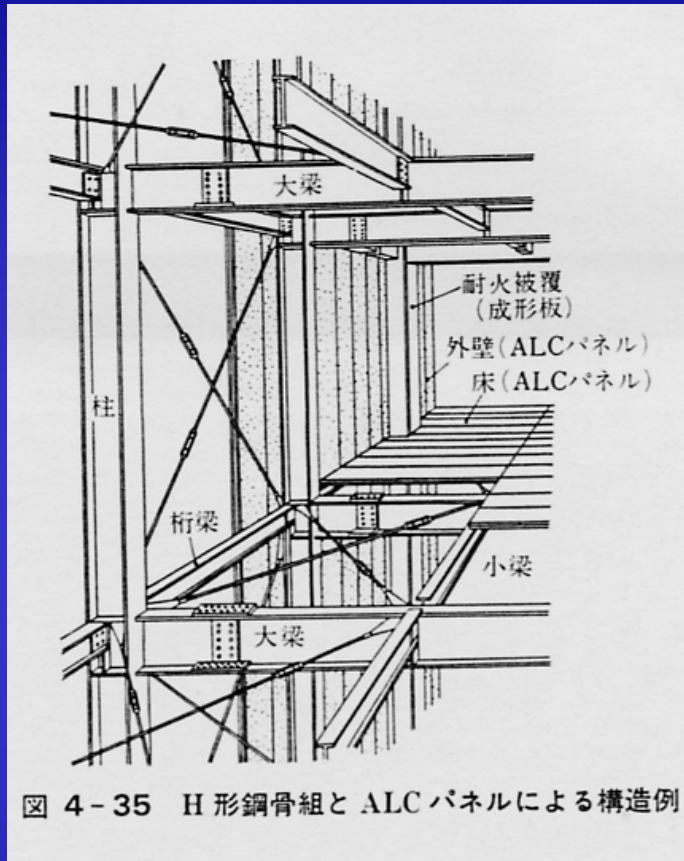 大梁
耐火被覆
(成形板)
外壁(ALCパネル)
床(ALCパネル)
柱
桁梁
小梁
大梁
図 4-35 H形鋼骨組とALCパネルによる構造例